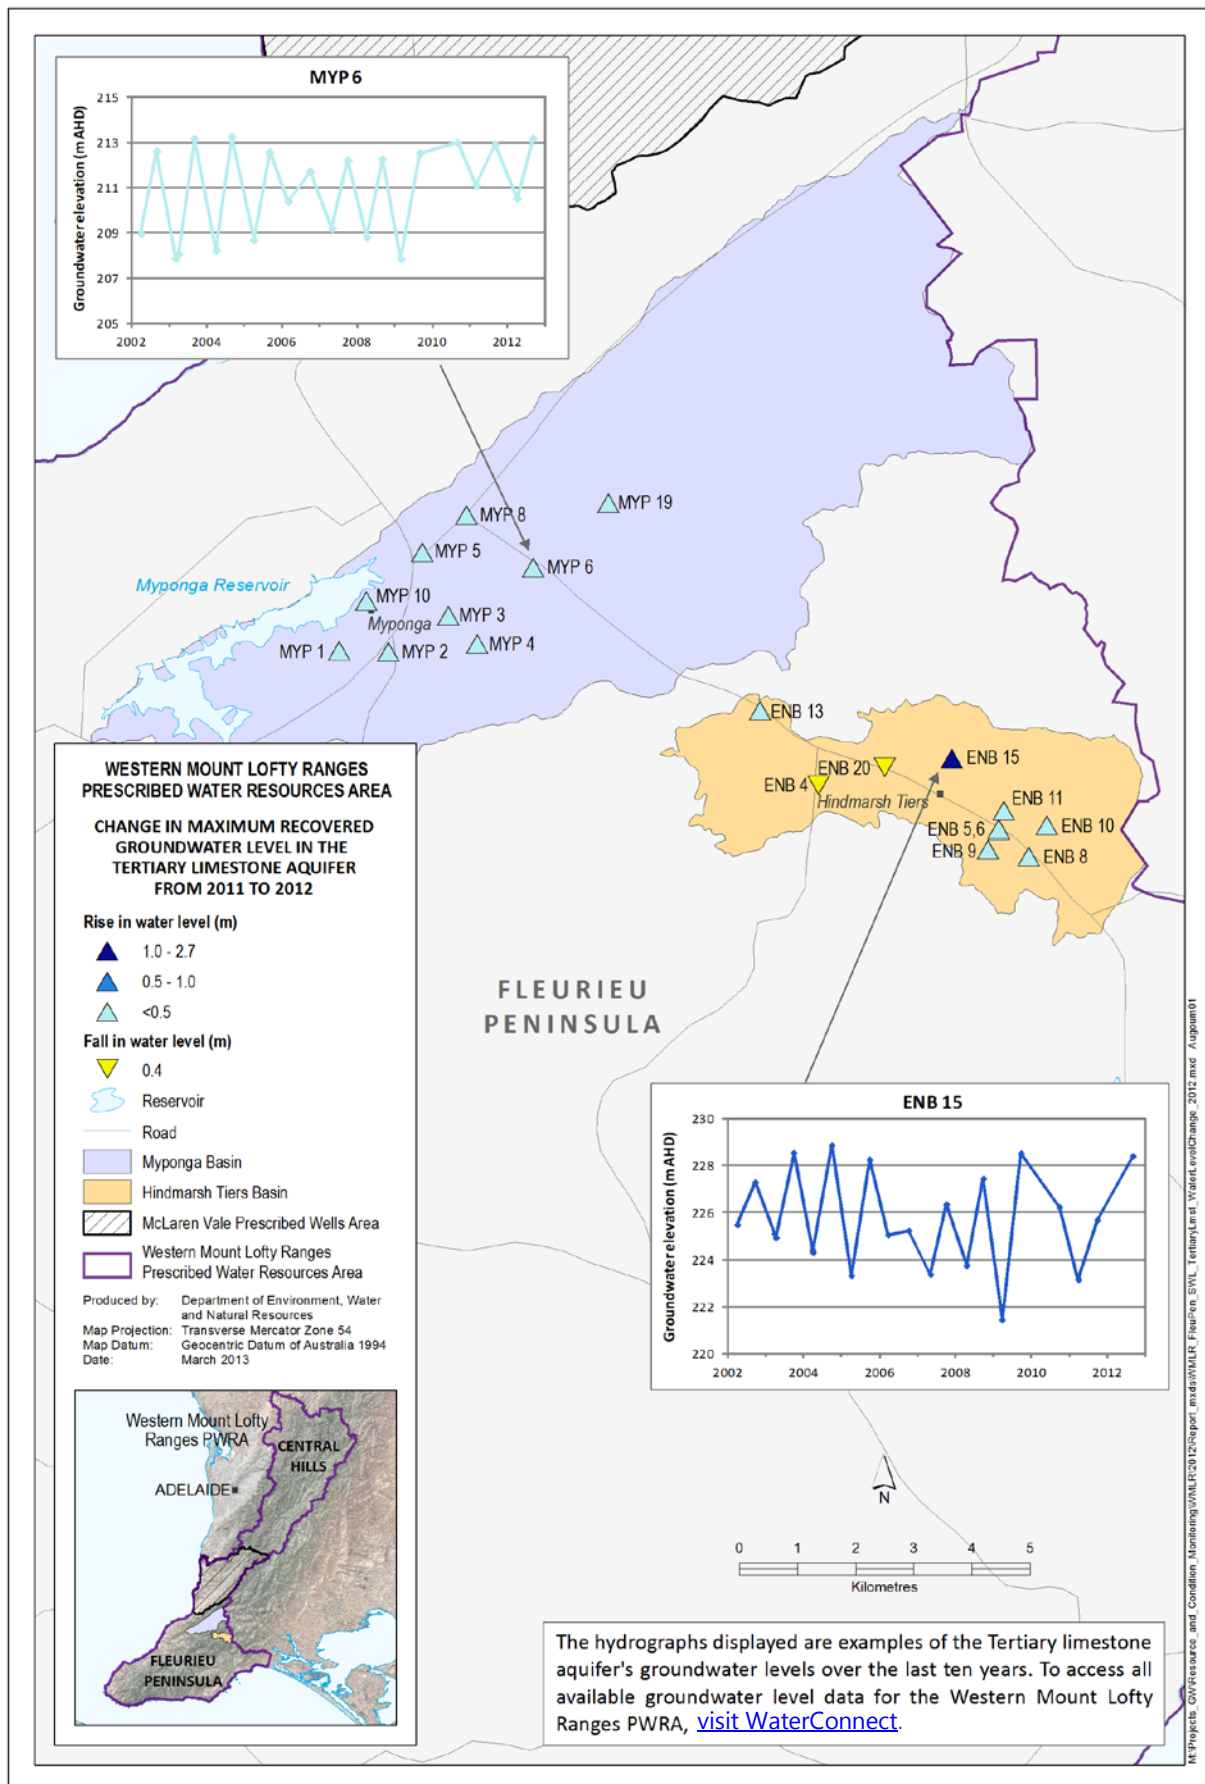 MYP 6
Groundwater elevation (mAHD)
215
213
211
209
207
205
2002
2004
2006
2008
2010
2012
MYP 19
MYP 8
MYP 5
MYP 6
Myponga Reservoir
MYP 10
MYP 3
Myponga
MYP 1
MYP 2
MYP 4
ENB 13
ENB 20
ENB 15
ENB 4
Hindmarsh Tiers
ENB 11
ENB 5,6
ENB 10
ENB 9
ENB 8
FLEURIEU
PENINSULA
WESTERN MOUNT LOFTY RANGES
PRESCRIBED WATER RESOURCES AREA
CHANGE IN MAXIMUM RECOVERED
GROUNDWATER LEVEL IN THE
TERTIARY LIMESTONE AQUIFER
FROM 2011 TO 2012
Rise in water level (m)
1.0 - 2.7
0.5 - 1.0
<0.5
Fall in water level (m)
0.4
Reservoir
Road
Myponga Basin
Hindmarsh Tiers Basin
McLaren Vale Prescribed Wells Area
Western Mount Lofty Ranges
Prescribed Water Resources Area
Produced by: Department of Environment, Water
and Natural Resources
Map Projection: Transverse Mercator Zone 54
Map Datum: Geocentric Datum of Australia 1994
Date: March 2013
Western Mount Lofty
Ranges PWRA
CENTRAL
HILLS
ADELAIDE
FLEURIEU
PENINSULA
ENB 15
Groundwater elevation (mAHD)
230
228
226
224
222
220
2002
2004
2006
2008
2010
2012
N
0 1 2 3 4 5
Kilometres
The hydrographs displayed are examples of the Tertiary limestone
aquifer's groundwater levels over the last ten years. To access all
available groundwater level data for the Western Mount Lofty
Ranges PWRA, visit WaterConnect.
M:\Projects_GW\Resource_and_Condition_Monitoring\WMLR\2012\Report_mxds\WMLR_FleuPen_SWL_TertiaryLmst_WaterLevelChange_2012.mxd Augoum01